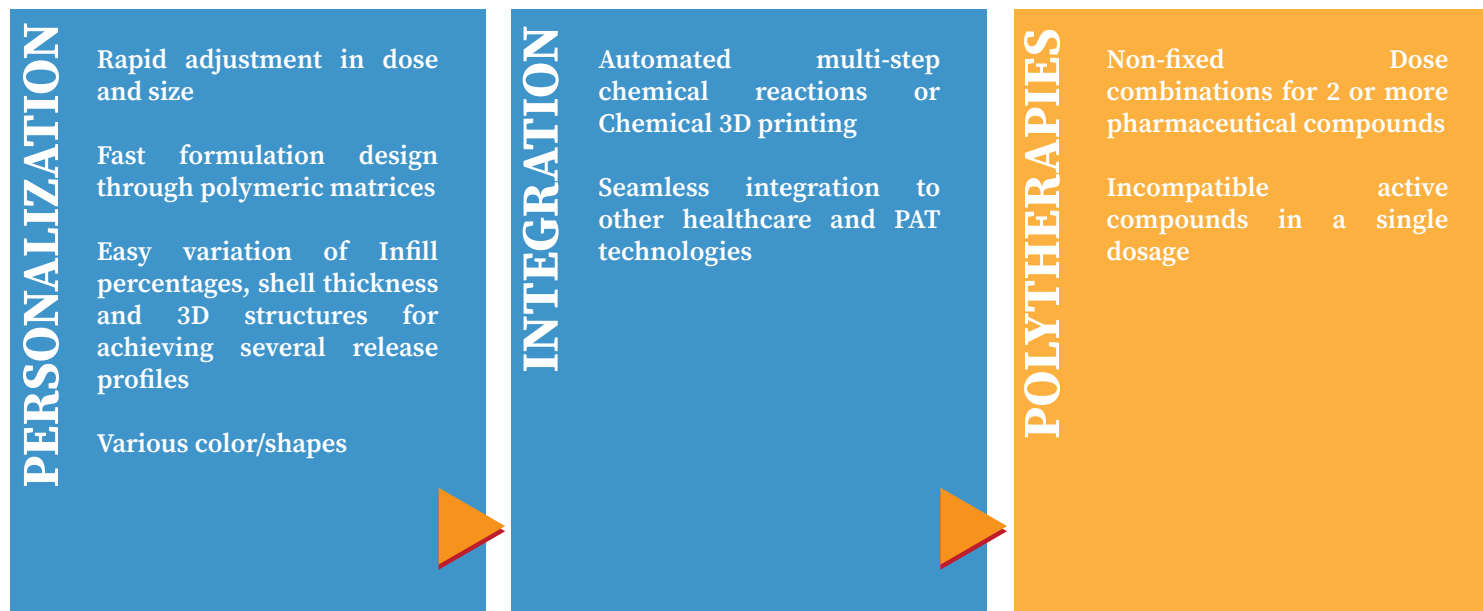 PERSONALIZATION
Rapid adjustment in dose
and size
Fast formulation design
through polymeric matrices
Easy variation of Infill
percentages, shell thickness
and 3D structures for
achieving several release
profiles
Various color/shapes
INTEGRATION
Automated multi-step
chemical reactions or
Chemical 3D printing
Seamless integration to
other healthcare and PAT
technologies
POLYTHERAPIES
Non-fixed Dose
combinations for 2 or more
pharmaceutical compounds
Incompatible active
compounds in a single
dosage